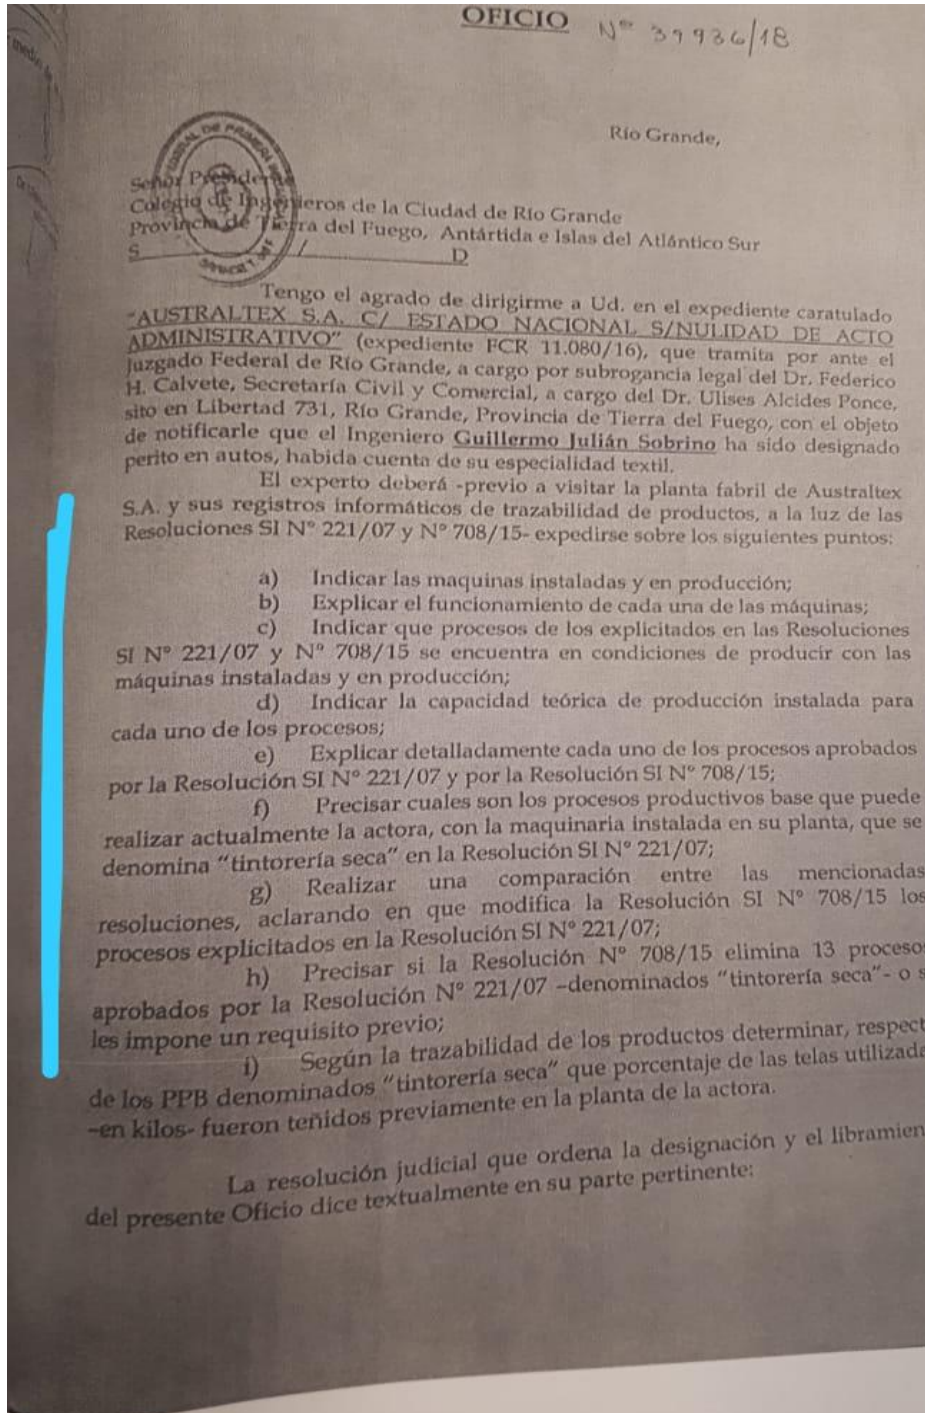 OFICIO Nº 39936/18
Río Grande,
Señor Presidente
Colegio de Ingenieros de la Ciudad de Río Grande
Provincia de Tierra del Fuego, Antártida e Islas del Atlántico Sur
S / D
Tengo el agrado de dirigirme a Ud. en el expediente caratulado
"AUSTRALTEX S.A. C/ ESTADO NACIONAL S/NULIDAD DE ACTO
ADMINISTRATIVO" (expediente FCR 11.080/16), que tramita por ante el
Juzgado Federal de Río Grande, a cargo por subrogancia legal del Dr. Federico
H. Calvete, Secretaría Civil y Comercial, a cargo del Dr. Ulises Alcides Ponce,
sito en Libertad 731, Río Grande, Provincia de Tierra del Fuego, con el objeto
de notificarle que el Ingeniero Guillermo Julián Sobrino ha sido designado
perito en autos, habida cuenta de su especialidad textil.
El experto deberá -previo a visitar la planta fabril de Australtex
S.A. y sus registros informáticos de trazabilidad de productos, a la luz de las
Resoluciones SI Nº 221/07 y Nº 708/15- expedirse sobre los siguientes puntos:
a) Indicar las maquinas instaladas y en producción;
b) Explicar el funcionamiento de cada una de las máquinas;
c) Indicar que procesos de los explicitados en las Resoluciones
SI Nº 221/07 y Nº 708/15 se encuentra en condiciones de producir con las
máquinas instaladas y en producción;
d) Indicar la capacidad teórica de producción instalada para
cada uno de los procesos;
e) Explicar detalladamente cada uno de los procesos aprobados
por la Resolución SI Nº 221/07 y por la Resolución SI Nº 708/15;
f) Precisar cuales son los procesos productivos base que puede
realizar actualmente la actora, con la maquinaria instalada en su planta, que se
denomina "tintorería seca" en la Resolución SI Nº 221/07;
g) Realizar una comparación entre las mencionadas
resoluciones, aclarando en que modifica la Resolución SI Nº 708/15 los
procesos explicitados en la Resolución SI Nº 221/07;
h) Precisar si la Resolución Nº 708/15 elimina 13 proceso
aprobados por la Resolución Nº 221/07 –denominados "tintorería seca"- o s
les impone un requisito previo;
i) Según la trazabilidad de los productos determinar, respect
de los PPB denominados "tintorería seca" que porcentaje de las telas utilizada
–en kilos- fueron teñidos previamente en la planta de la actora.
La resolución judicial que ordena la designación y el libramien
del presente Oficio dice textualmente en su parte pertinente: